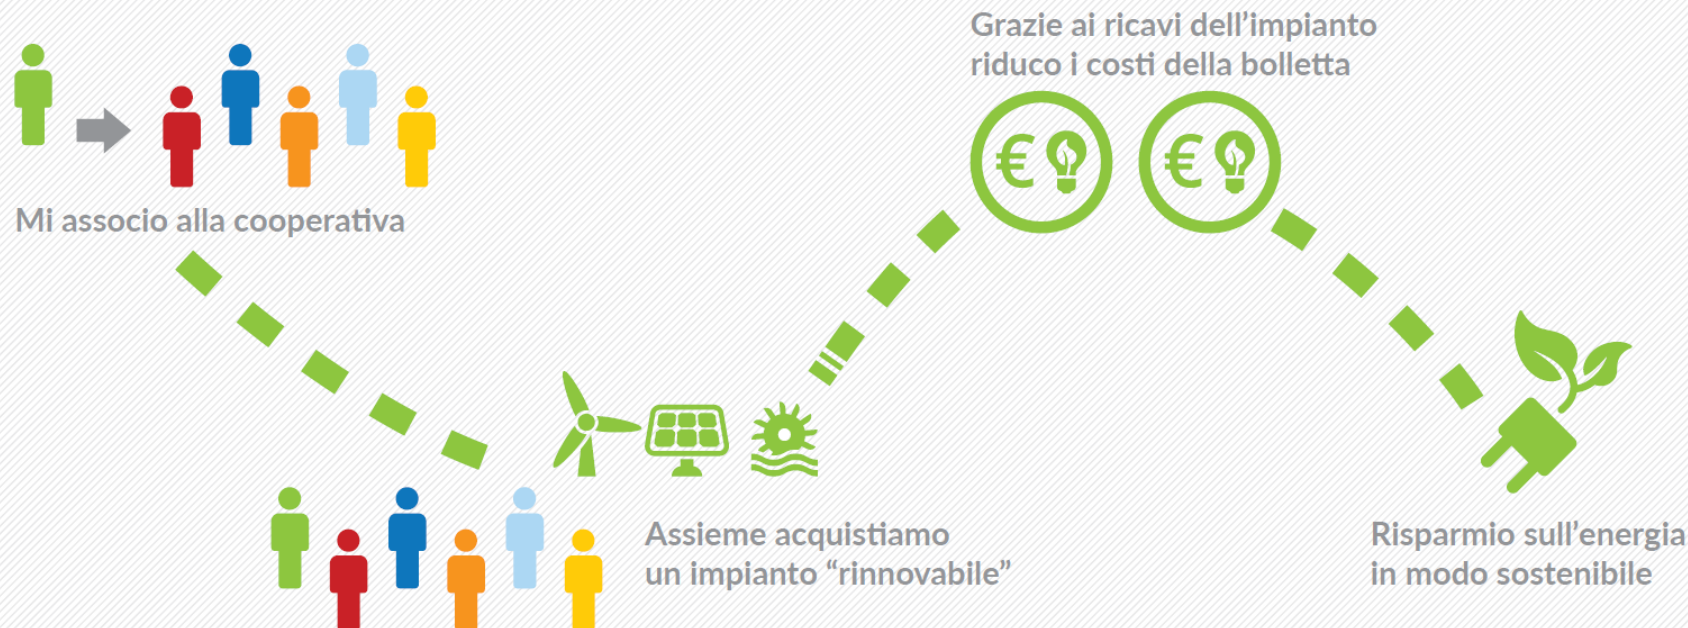 Mi associo alla cooperativa
Assieme acquistiamo
un impianto “rinnovabile”
Grazie ai ricavi dell’impianto
riduco i costi della bolletta
€
€
Risparmio sull’energia
in modo sostenibile